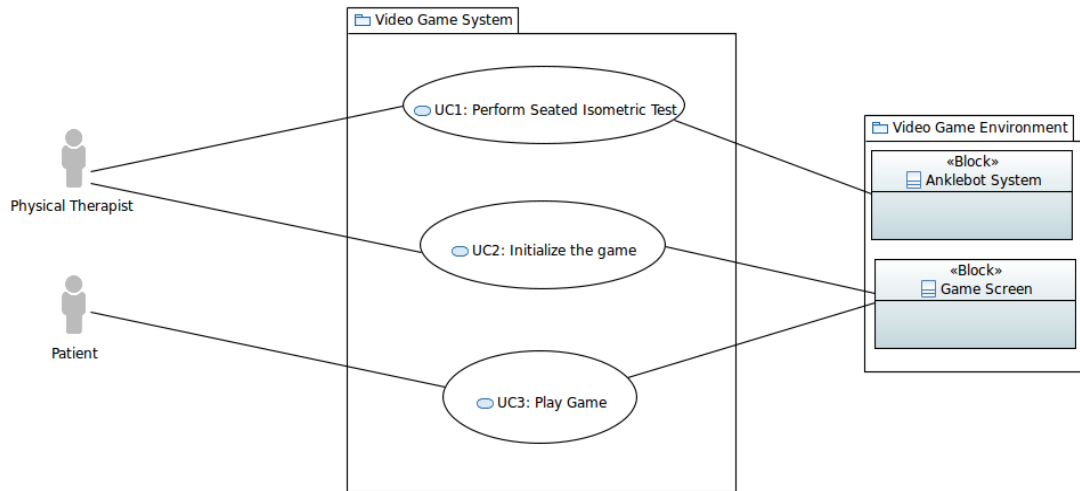 Video Game System
UC1: Perform Seated Isometric Test
Physical Therapist
UC2: Initialize the game
Patient
UC3: Play Game
Video Game Environment
«Block»
Anklebot System
«Block»
Game Screen